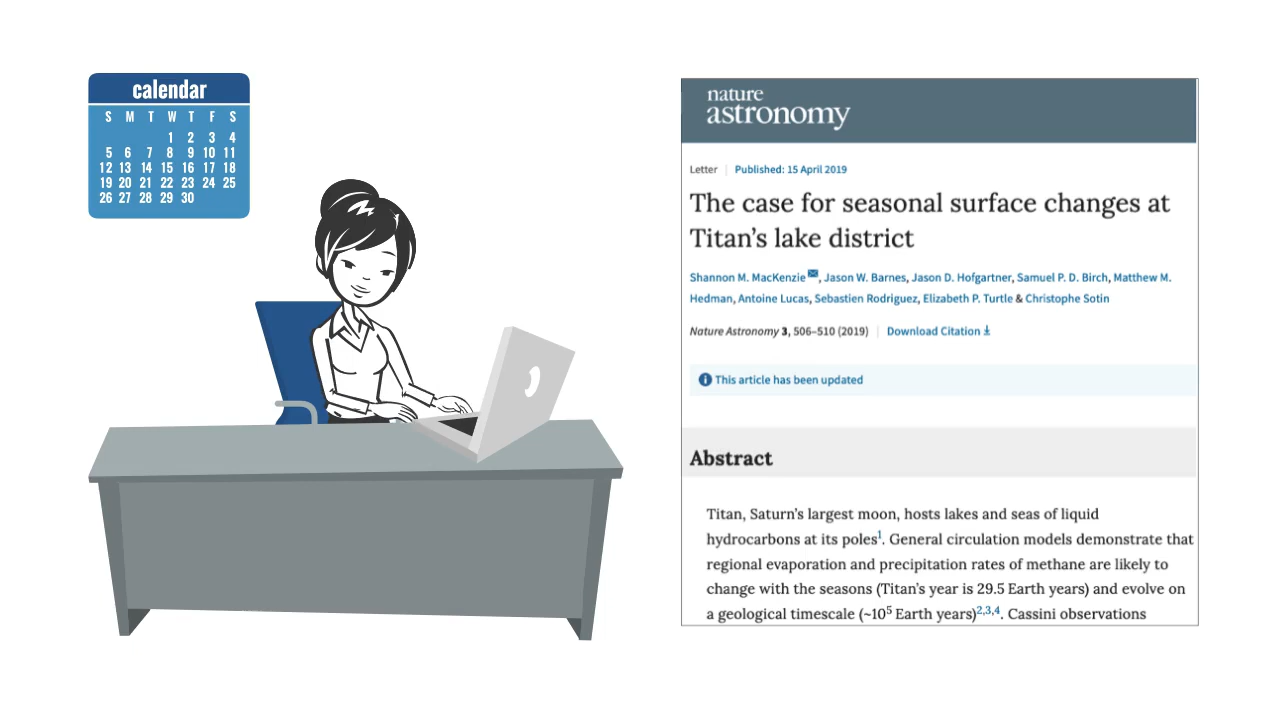 calendar
S M T W T F S
1 2 3 4
5 6 7 8 9 10 11
12 13 14 15 16 17 18
19 20 21 22 23 24 25
26 27 28 29 30
nature
astronomy
Letter | Published: 15 April 2019
The case for seasonal surface changes at
Titan’s lake district
Shannon M. MacKenzie, Jason W. Barnes, Jason D. Hofgartner, Samuel P. D. Birch, Matthew M.
Hedman, Antoine Lucas, Sebastien Rodriguez, Elizabeth P. Turtle & Christophe Sotin
Nature Astronomy 3, 506–510 (2019) | Download Citation
This article has been updated
Abstract
Titan, Saturn’s largest moon, hosts lakes and seas of liquid
hydrocarbons at its poles¹. General circulation models demonstrate that
regional evaporation and precipitation rates of methane are likely to
change with the seasons (Titan’s year is 29.5 Earth years) and evolve on
a geological timescale (~10⁵ Earth years)²,³,⁴. Cassini observations